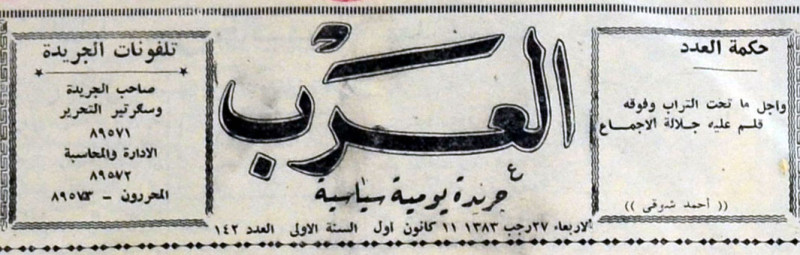 حكمة العدد
واجل ما تحت التراب وفوقه
قلم عليه جلالة الاجماع
(( أحمد شوقي ))
العرب
جريدة يومية سياسية
الاربعاء ٢٧ رجب ١٣٨٣ ١١ كانون اول السنة الاولى العدد ١٤٢
تلفونات الجريدة
صاحب الجريدة
وسكرتير التحرير
٨٩٥٧١
الادارة والمحاسبة
٨٩٥٧٢
المحررون - ٨٩٥٧٣